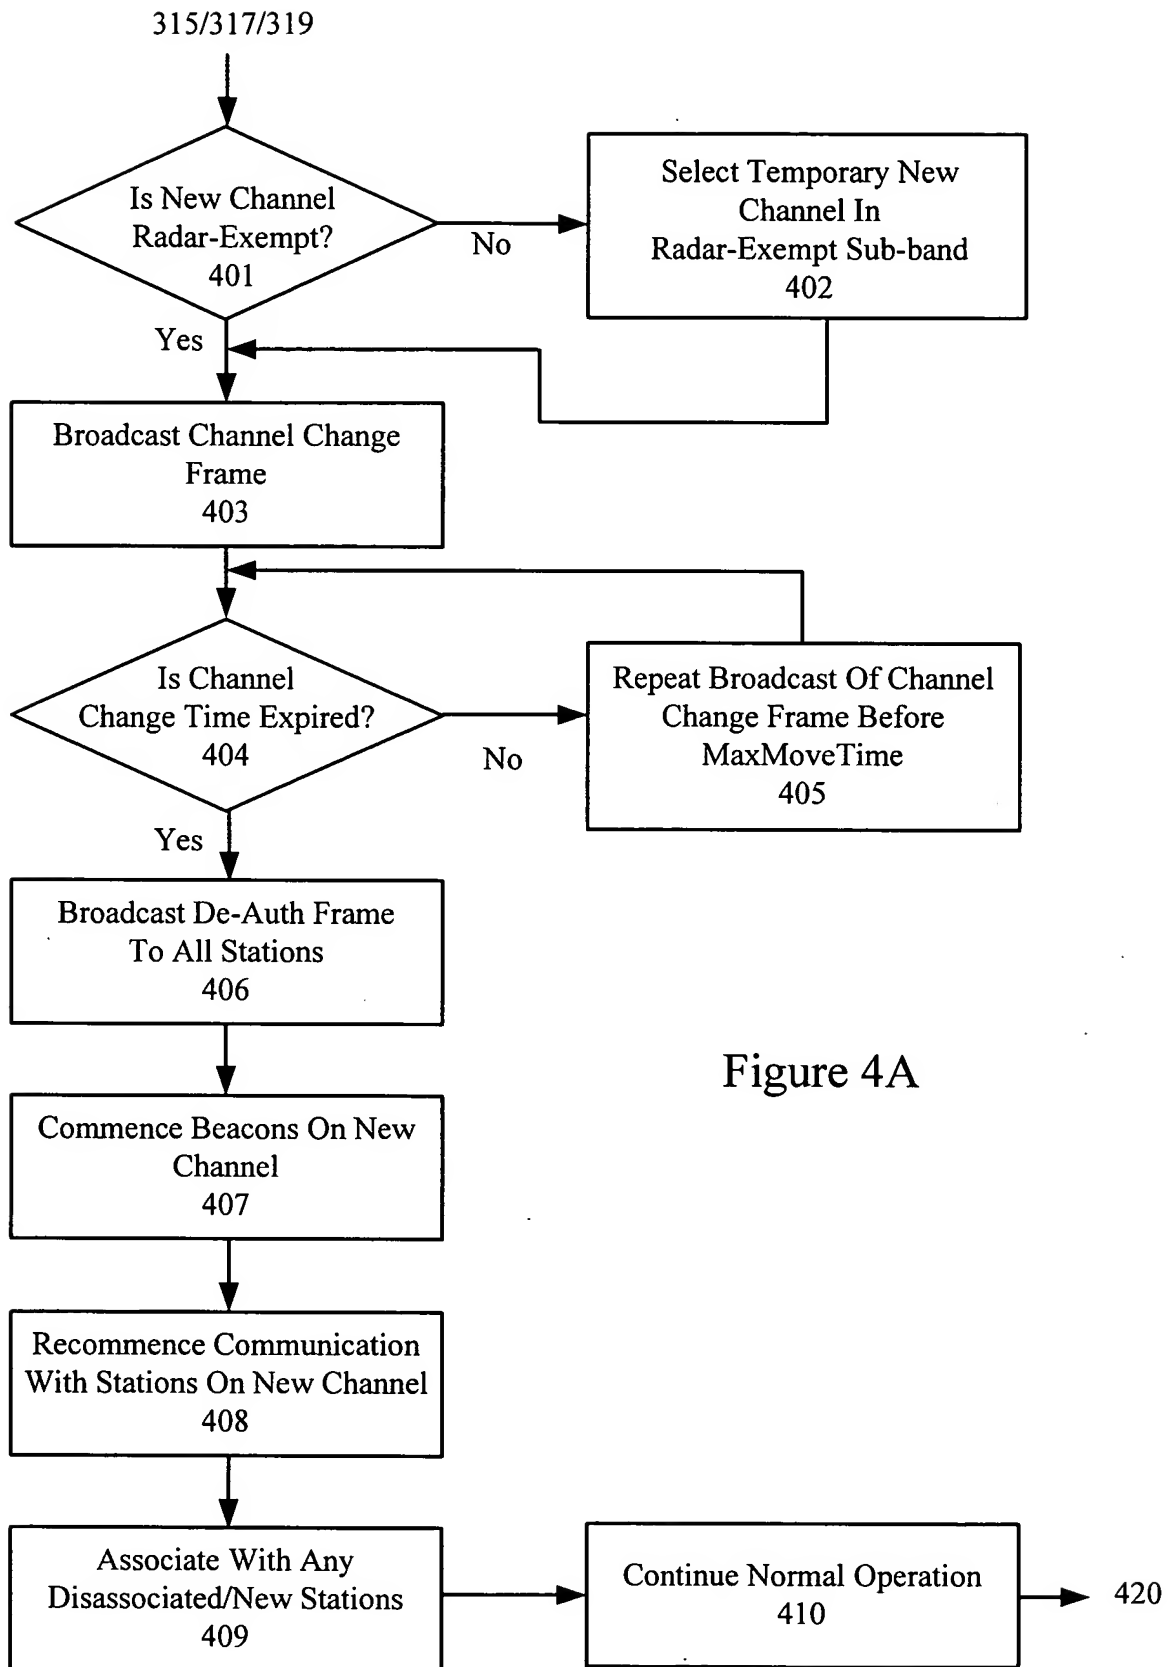 315/317/319
Is New Channel
Radar-Exempt?
401
No
Select Temporary New
Channel In
Radar-Exempt Sub-band
402
Yes
Broadcast Channel Change
Frame
403
Is Channel
Change Time Expired?
404
No
Repeat Broadcast Of Channel
Change Frame Before
MaxMoveTime
405
Yes
Broadcast De-Auth Frame
To All Stations
406
Figure 4A
Commence Beacons On New
Channel
407
Recommence Communication
With Stations On New Channel
408
Associate With Any
Disassociated/New Stations
409
Continue Normal Operation
410
420